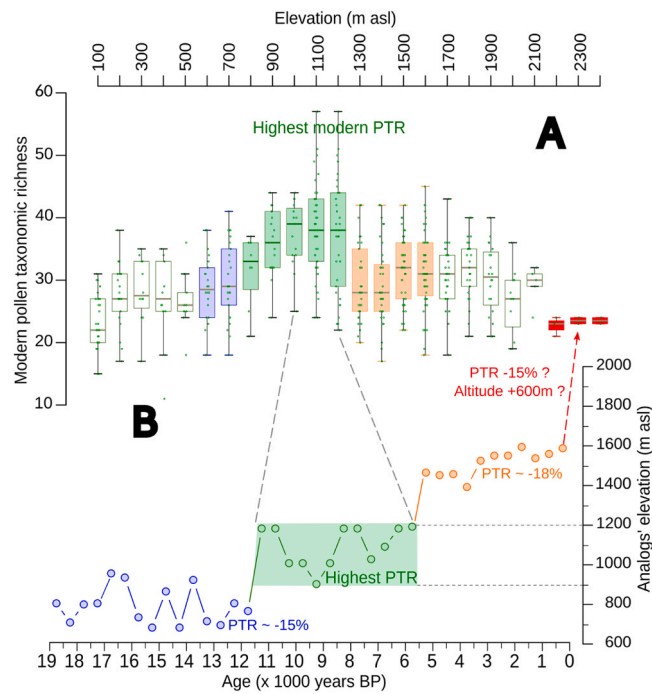 Elevation (m asl)
100 300 500 700 900 1100 1300 1500 1700 1900 2100 2300
Modern pollen taxonomic richness
60
50
40
30
20
10
Highest modern PTR
A
B
PTR -15% ?
Altitude +600m ?
PTR ~ -18%
Highest PTR
PTR ~ -15%
2000
1800
1600
1400
1200
1000
800
600
Analogs' elevation (m asl)
19 18 17 16 15 14 13 12 11 10 9 8 7 6 5 4 3 2 1 0
Age (x 1000 years BP)